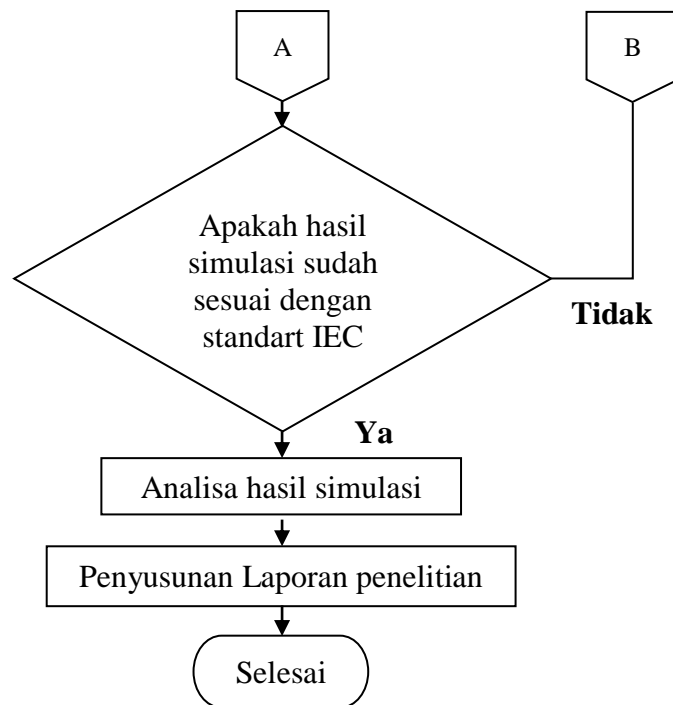 A
B
Apakah hasil
simulasi sudah
sesuai dengan
standart IEC
Tidak
Ya
Analisa hasil simulasi
Penyusunan Laporan penelitian
Selesai